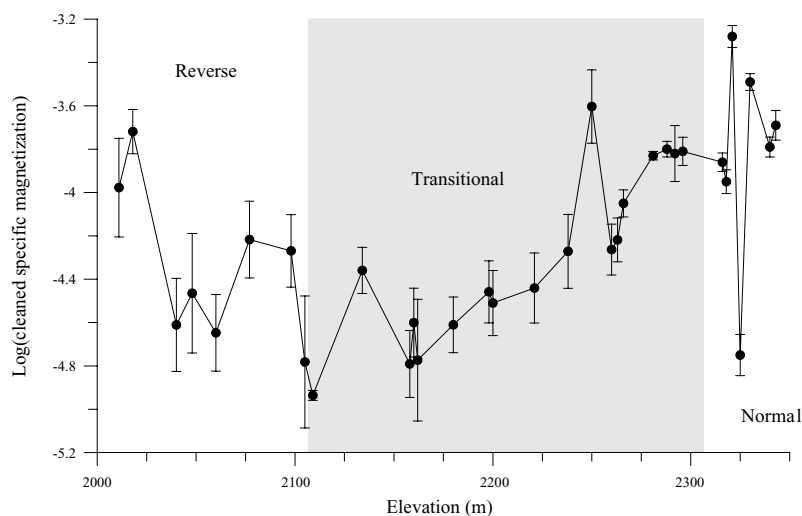 -3.2
Reverse
-3.6
-4
Transitional
-4.4
-4.8
Normal
-5.2
2000 2100 2200 2300
Elevation (m)
Log(cleaned specific magnetization)